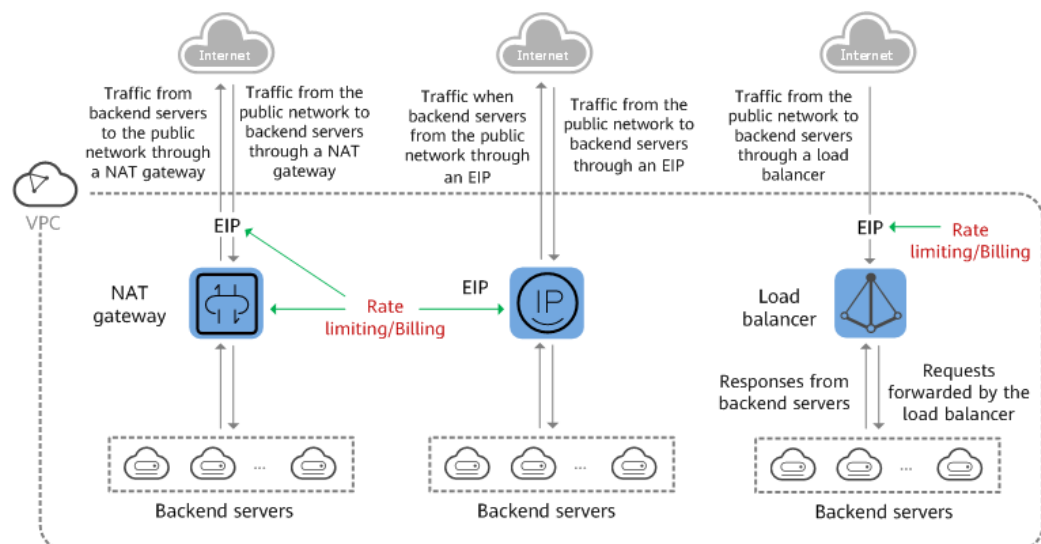 Internet
Internet
Internet
Traffic from
backend servers
to the public
network through
a NAT gateway
Traffic from the
public network to
backend servers
through a NAT
gateway
Traffic when
backend servers
from the public
network through
an EIP
Traffic from the
public network to
backend servers
through an EIP
Traffic from the
public network to
backend servers
through a load
balancer
VPC
EIP
EIP
Rate
limiting/Billing
NAT
gateway
Rate
limiting/Billing
EIP
IP
Load
balancer
Responses from
backend servers
Requests
forwarded by the
load balancer
...
...
...
Backend servers
Backend servers
Backend servers